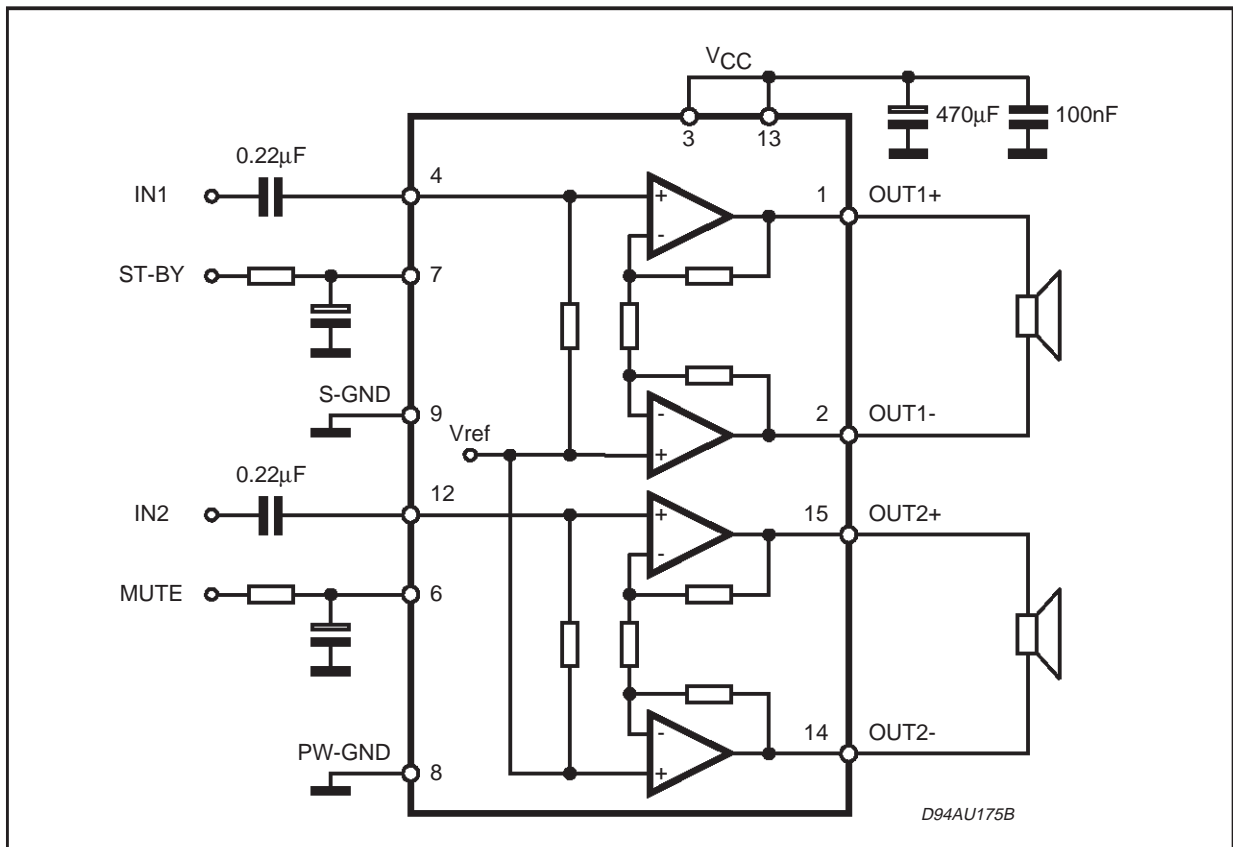 VCC
470µF
100nF
3
13
0.22µF
IN1
4
+
-
1
OUT1+
ST-BY
7
S-GND
9
-
+
2
OUT1-
Vref
0.22µF
IN2
12
+
-
15
OUT2+
MUTE
6
-
+
14
OUT2-
PW-GND
8
D94AU175B